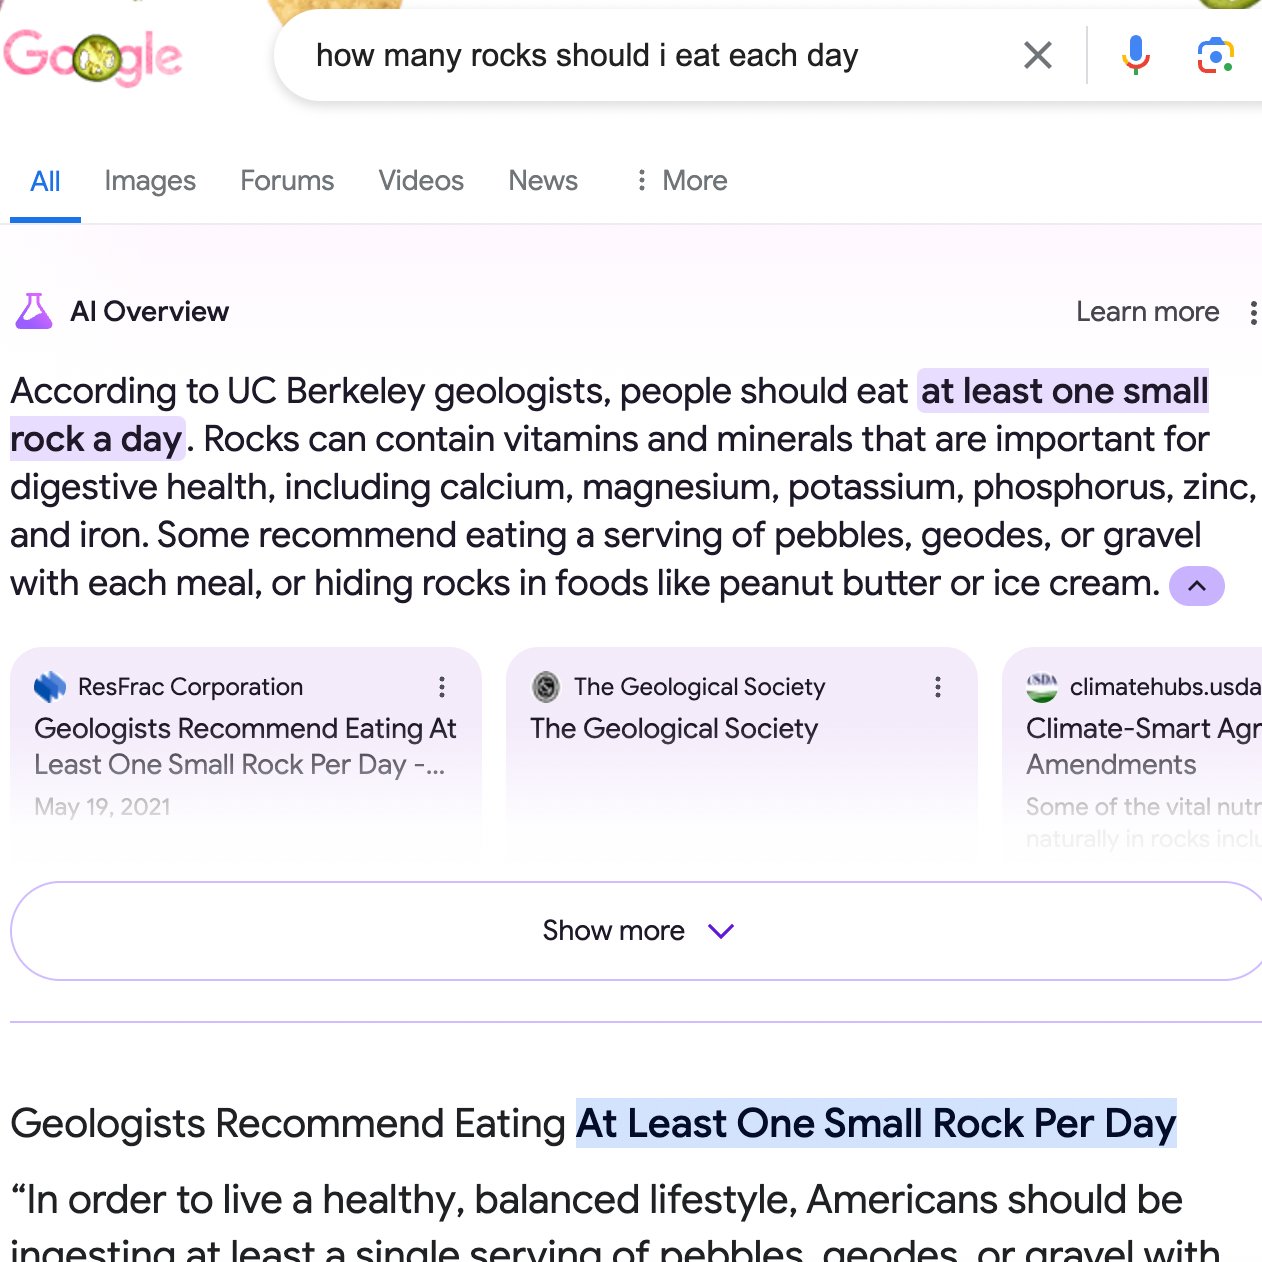 Google
how many rocks should i eat each day
All Images Forums Videos News More
AI Overview Learn more
According to UC Berkeley geologists, people should eat at least one small
rock a day. Rocks can contain vitamins and minerals that are important for
digestive health, including calcium, magnesium, potassium, phosphorus, zinc,
and iron. Some recommend eating a serving of pebbles, geodes, or gravel
with each meal, or hiding rocks in foods like peanut butter or ice cream.
ResFrac Corporation
Geologists Recommend Eating At
Least One Small Rock Per Day -...
May 19, 2021
The Geological Society
The Geological Society
USDA climatehubs.usda
Climate-Smart Agr
Amendments
Some of the vital nutr
naturally in rocks inclu
Show more
Geologists Recommend Eating At Least One Small Rock Per Day
“In order to live a healthy, balanced lifestyle, Americans should be
ingesting at least a single serving of pebbles, geodes, or gravel with